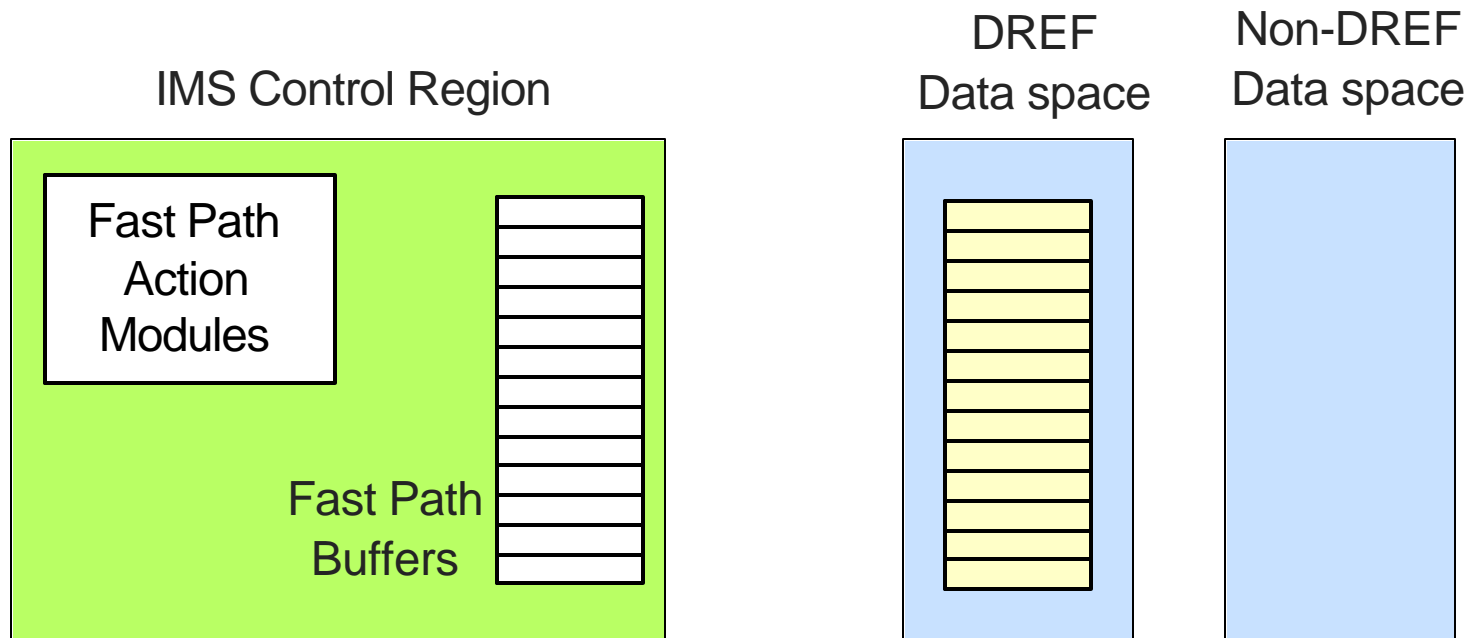 IMS Control Region
DREF
Data space
Non-DREF
Data space
Fast Path
Action
Modules
Fast Path
Buffers